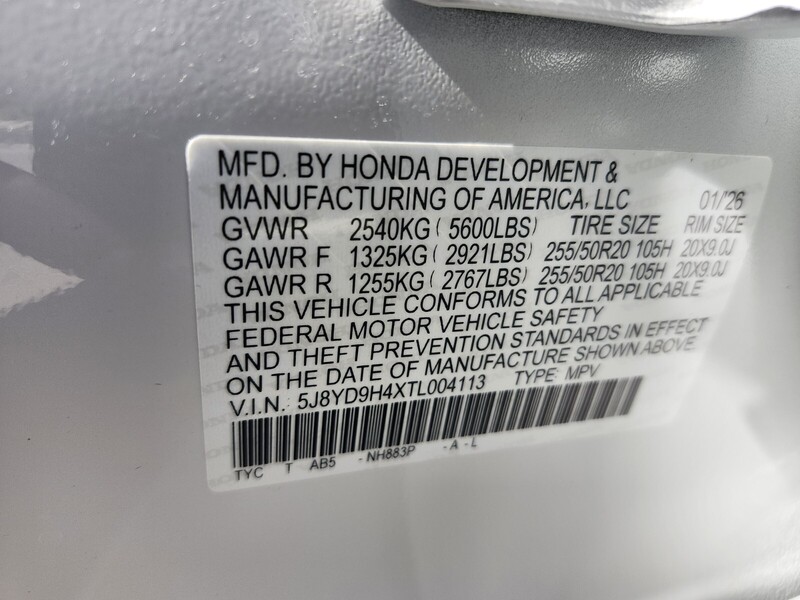 MFD. BY HONDA DEVELOPMENT &
MANUFACTURING OF AMERICA, LLC 01/'26
GVWR 2540KG ( 5600LBS) TIRE SIZE RIM SIZE
GAWR F 1325KG ( 2921LBS) 255/50R20 105H 20X9.0J
GAWR R 1255KG ( 2767LBS) 255/50R20 105H 20X9.0J
THIS VEHICLE CONFORMS TO ALL APPLICABLE
FEDERAL MOTOR VEHICLE SAFETY
AND THEFT PREVENTION STANDARDS IN EFFECT
ON THE DATE OF MANUFACTURE SHOWN ABOVE.
V.I.N. 5J8YD9H4XTL004113 TYPE: MPV
TYC T AB5 - NH883P - A - L